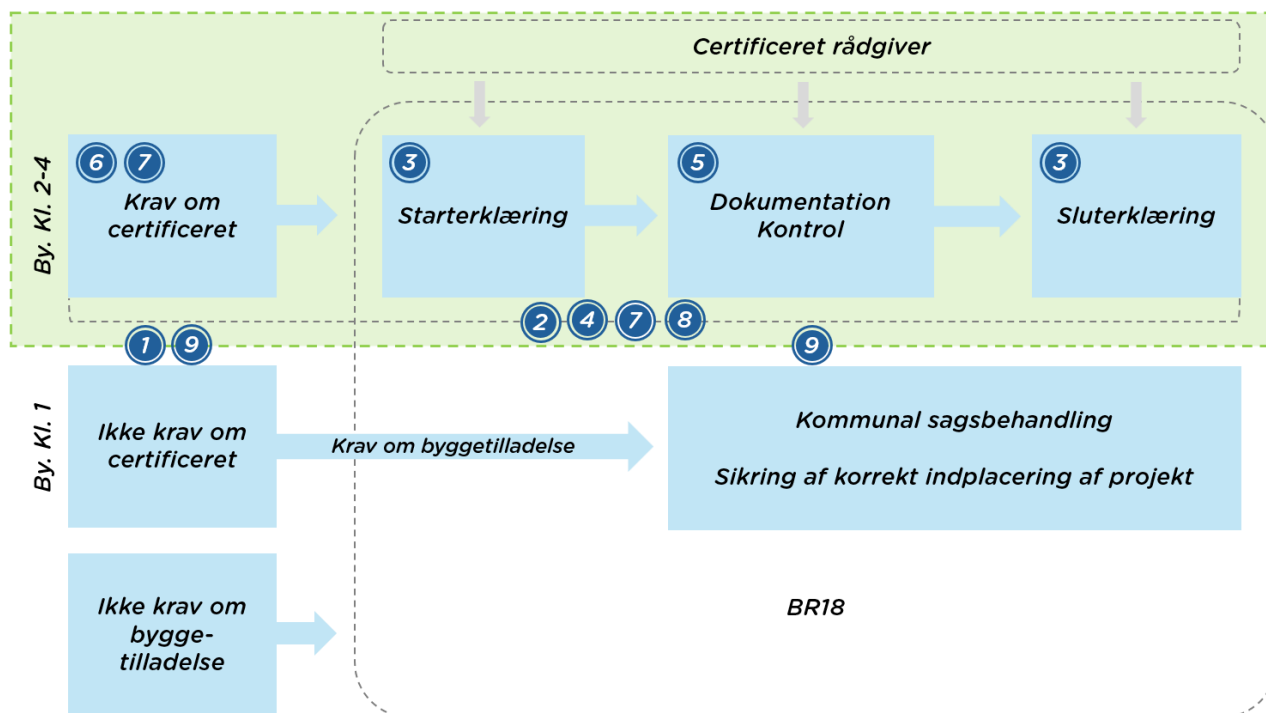 Certificeret rådgiver
By. Kl. 2-4
6 7
Krav om
certificeret
3
Starterklæring
5
Dokumentation
Kontrol
3
Sluterklæring
2 4 7 8
1 9
9
By. Kl. 1
Ikke krav om
certificeret
Krav om byggetilladelse
Kommunal sagsbehandling
Sikring af korrekt indplacering af projekt
Ikke krav om
bygge-
tilladelse
BR18